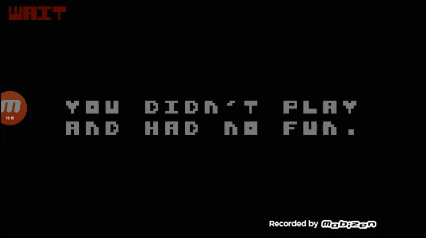 WAIT
YOU DIDN'T PLAY
AND HAD NO FUN.
Recorded by Mobizen